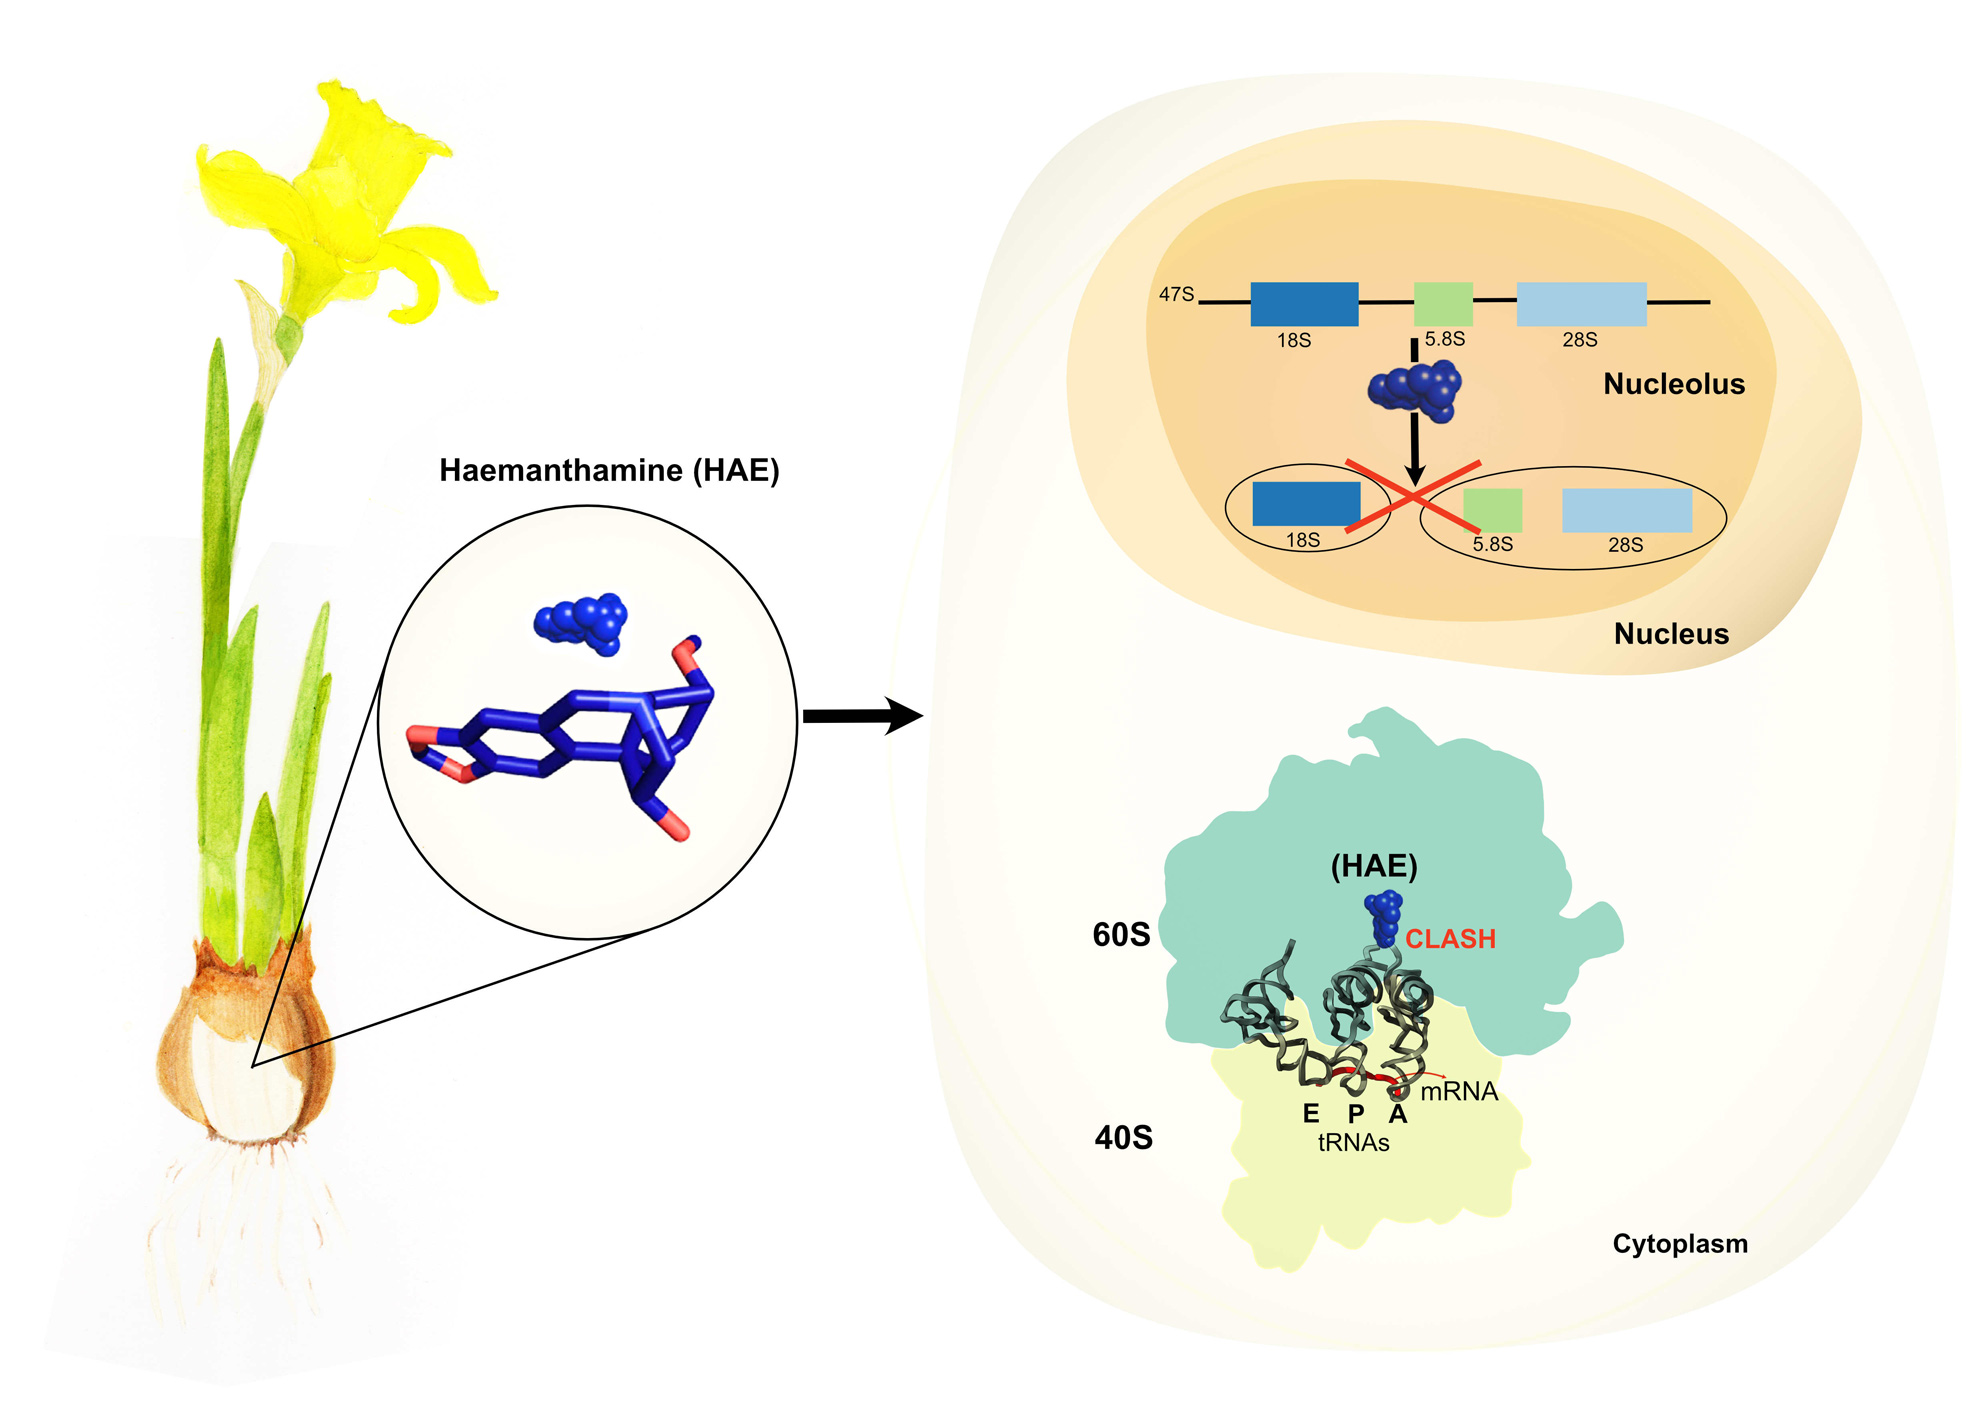 Haemanthamine (HAE)
47S
18S
5.8S
28S
Nucleolus
18S
5.8S
28S
Nucleus
(HAE)
60S
CLASH
mRNA
E P A
40S
tRNAs
Cytoplasm